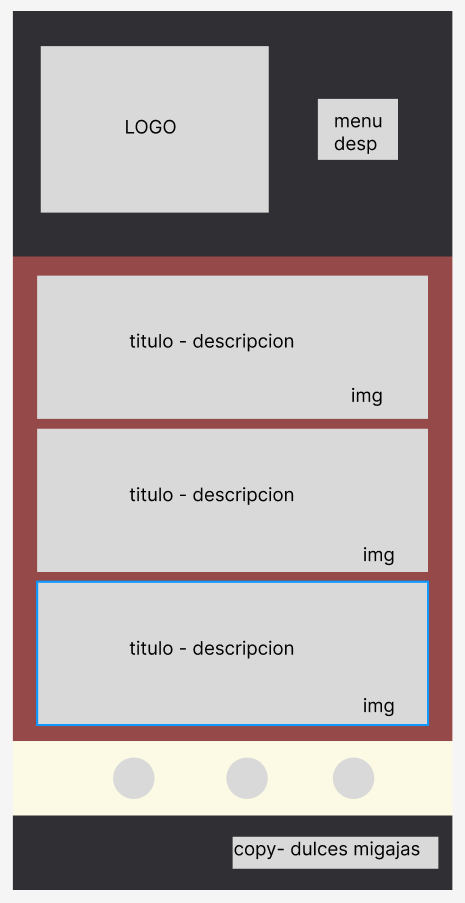 LOGO
menu
desp
titulo - descripcion
img
titulo - descripcion
img
titulo - descripcion
img
copy- dulces migajas